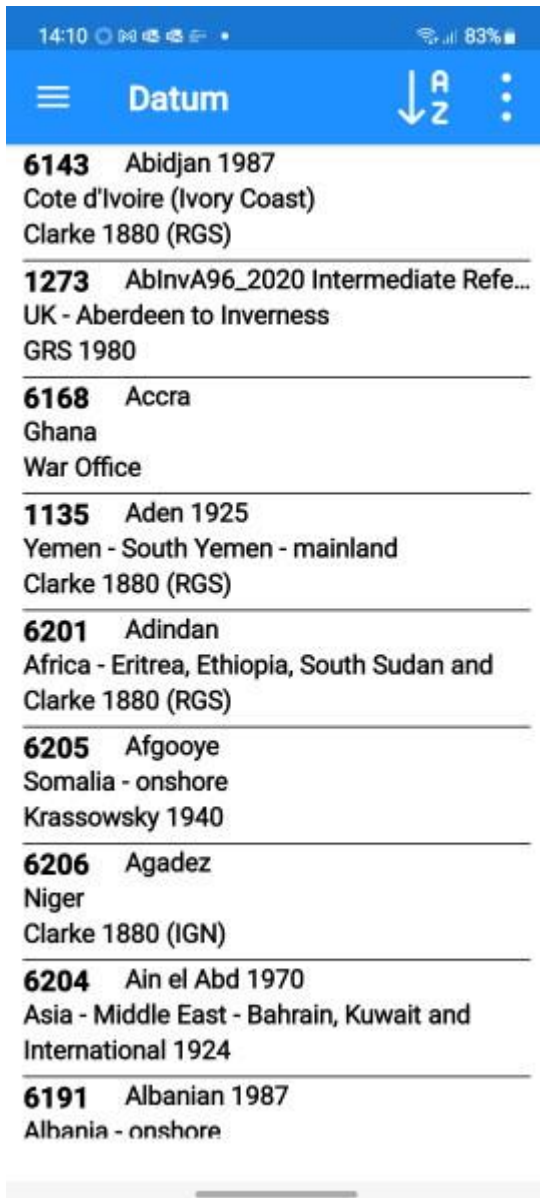 14:10 83%
Datum A Z
6143 Abidjan 1987
Cote d'Ivoire (Ivory Coast)
Clarke 1880 (RGS)
1273 AbInvA96_2020 Intermediate Refe...
UK - Aberdeen to Inverness
GRS 1980
6168 Accra
Ghana
War Office
1135 Aden 1925
Yemen - South Yemen - mainland
Clarke 1880 (RGS)
6201 Adindan
Africa - Eritrea, Ethiopia, South Sudan and
Clarke 1880 (RGS)
6205 Afgooye
Somalia - onshore
Krassowsky 1940
6206 Agadez
Niger
Clarke 1880 (IGN)
6204 Ain el Abd 1970
Asia - Middle East - Bahrain, Kuwait and
International 1924
6191 Albanian 1987
Albania - onshore